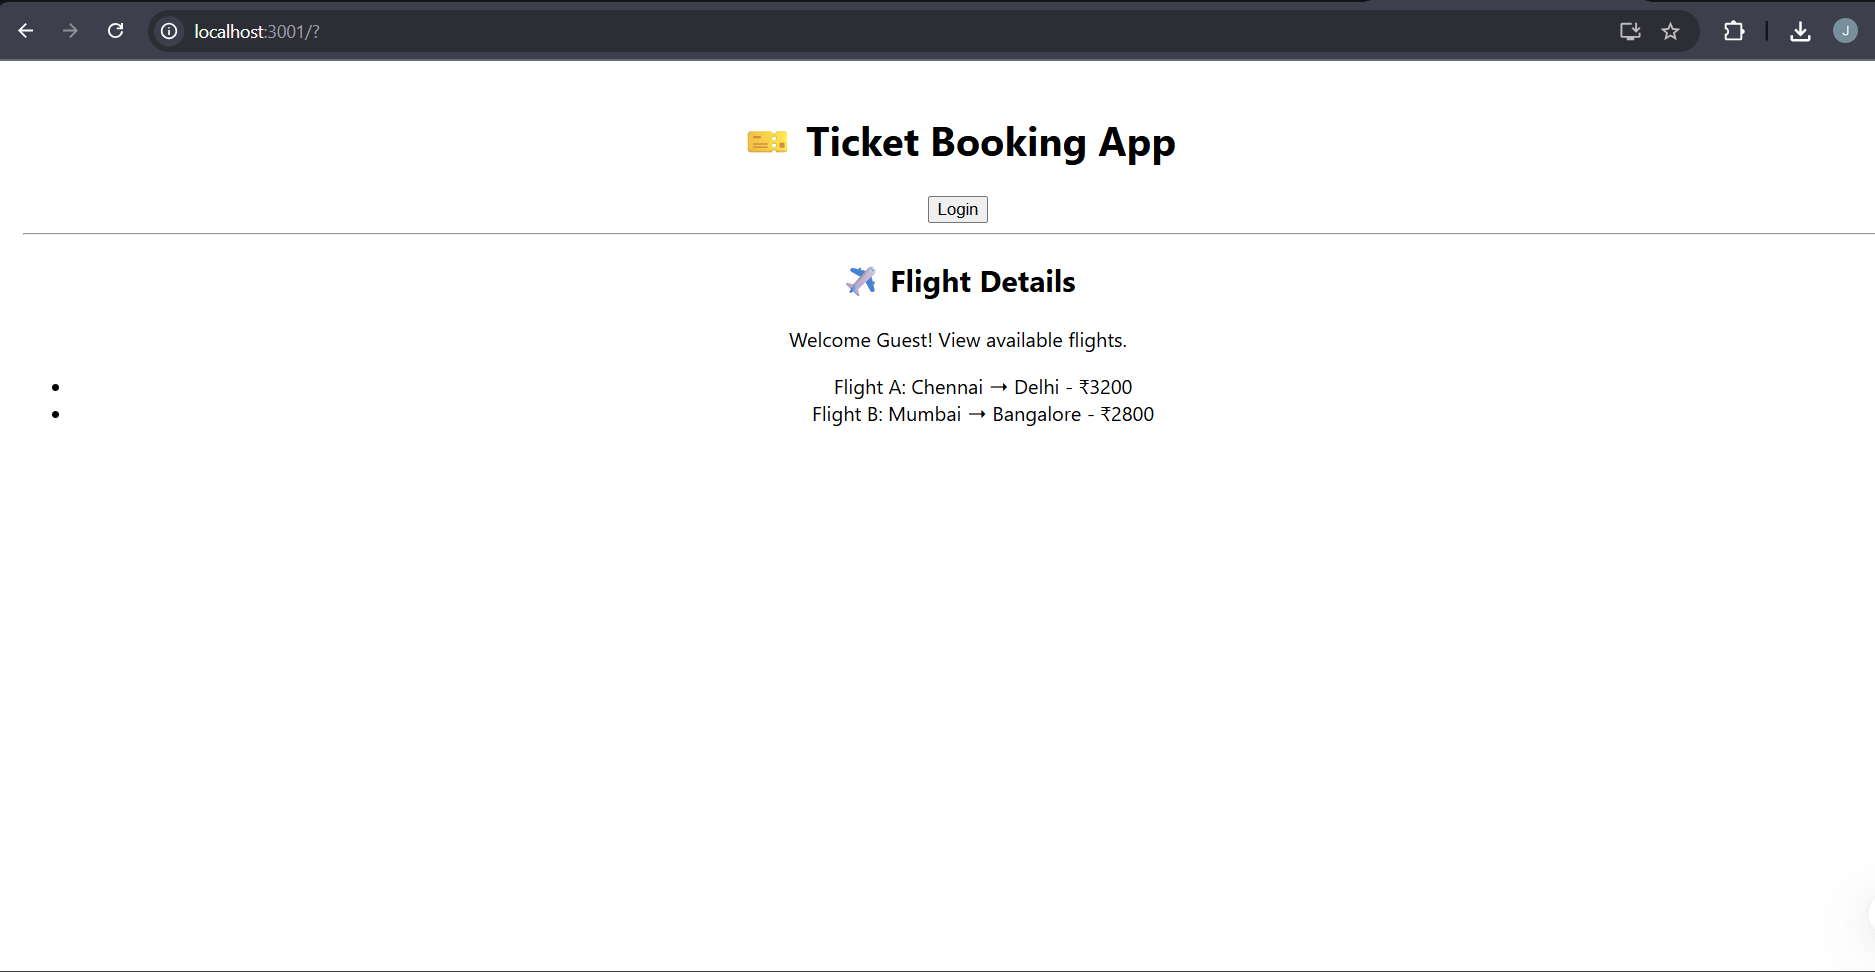 localhost:3001/?
J
🎫 Ticket Booking App
Login
✈️ Flight Details
Welcome Guest! View available flights.
• Flight A: Chennai → Delhi - ₹3200
• Flight B: Mumbai → Bangalore - ₹2800